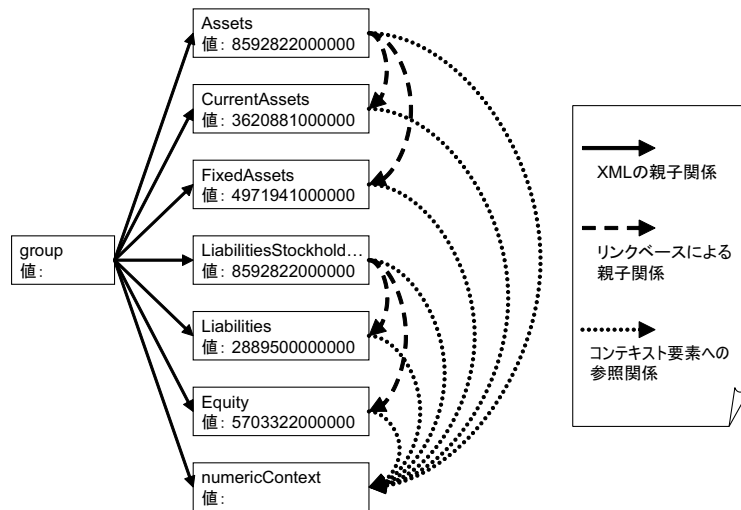 Assets
値: 8592822000000
CurrentAssets
値: 3620881000000
FixedAssets
値: 4971941000000
group
値:
LiabilitiesStockhold...
値: 8592822000000
Liabilities
値: 2889500000000
Equity
値: 5703322000000
numericContext
値:
XMLの親子関係
リンクベースによる
親子関係
コンテキスト要素への
参照関係